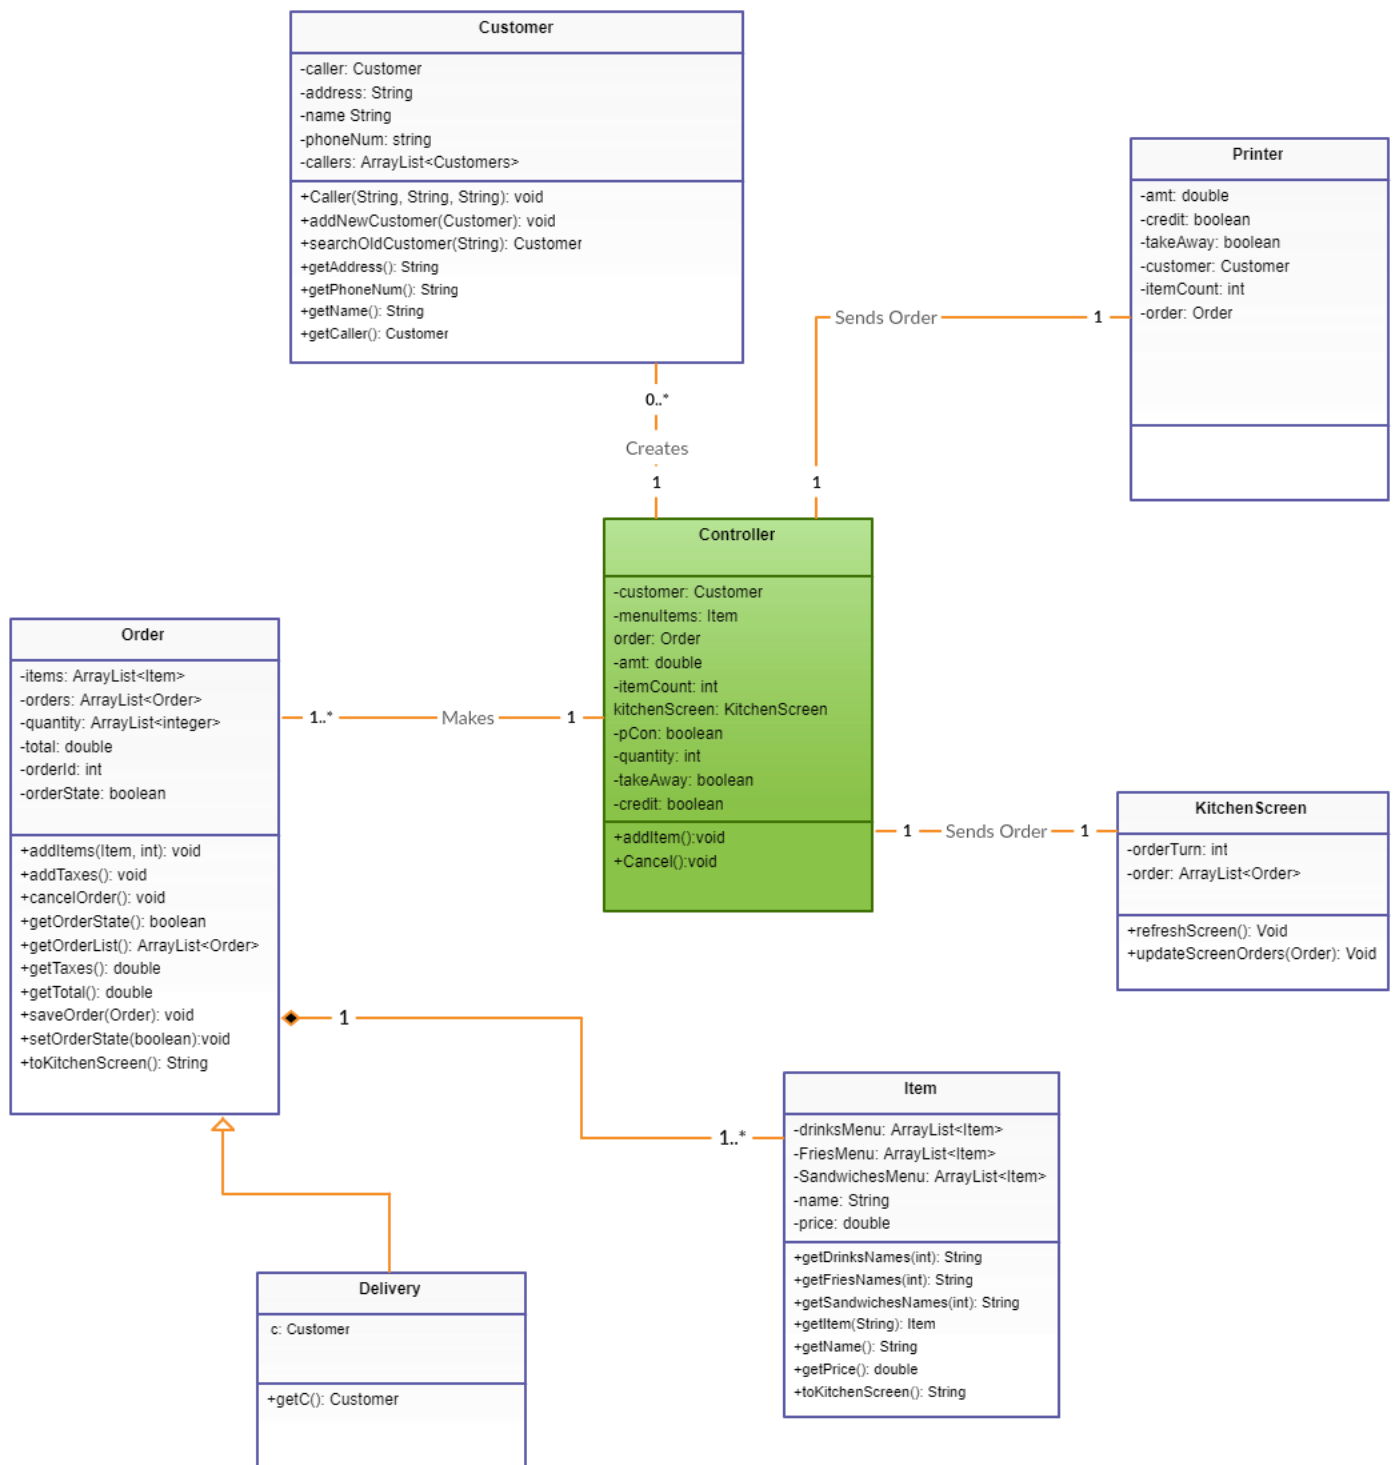 Customer
-caller: Customer
-address: String
-name String
-phoneNum: string
-callers: ArrayList<Customers>
+Caller(String, String, String): void
+addNewCustomer(Customer): void
+searchOldCustomer(String): Customer
+getAddress(): String
+getPhoneNum(): String
+getName(): String
+getCaller(): Customer
Printer
-amt: double
-credit: boolean
-takeAway: boolean
-customer: Customer
-itemCount: int
-order: Order
Sends Order
1
1
0..*
Creates
1
Controller
-customer: Customer
-menuItems: Item
order: Order
-amt: double
-itemCount: int
kitchenScreen: KitchenScreen
-pCon: boolean
-quantity: int
-takeAway: boolean
-credit: boolean
+addItem():void
+Cancel():void
Order
-items: ArrayList<Item>
-orders: ArrayList<Order>
-quantity: ArrayList<integer>
-total: double
-orderId: int
-orderState: boolean
+addItems(Item, int): void
+addTaxes(): void
+cancelOrder(): void
+getOrderState(): boolean
+getOrderList(): ArrayList<Order>
+getTaxes(): double
+getTotal(): double
+saveOrder(Order): void
+setOrderState(boolean):void
+toKitchenScreen(): String
1..* Makes 1
1 Sends Order 1
KitchenScreen
-orderTurn: int
-order: ArrayList<Order>
+refreshScreen(): Void
+updateScreenOrders(Order): Void
1
1..*
Item
-drinksMenu: ArrayList<Item>
-FriesMenu: ArrayList<Item>
-SandwichesMenu: ArrayList<Item>
-name: String
-price: double
+getDrinksNames(int): String
+getFriesNames(int): String
+getSandwichesNames(int): String
+getItem(String): Item
+getName(): String
+getPrice(): double
+toKitchenScreen(): String
Delivery
c: Customer
+getC(): Customer